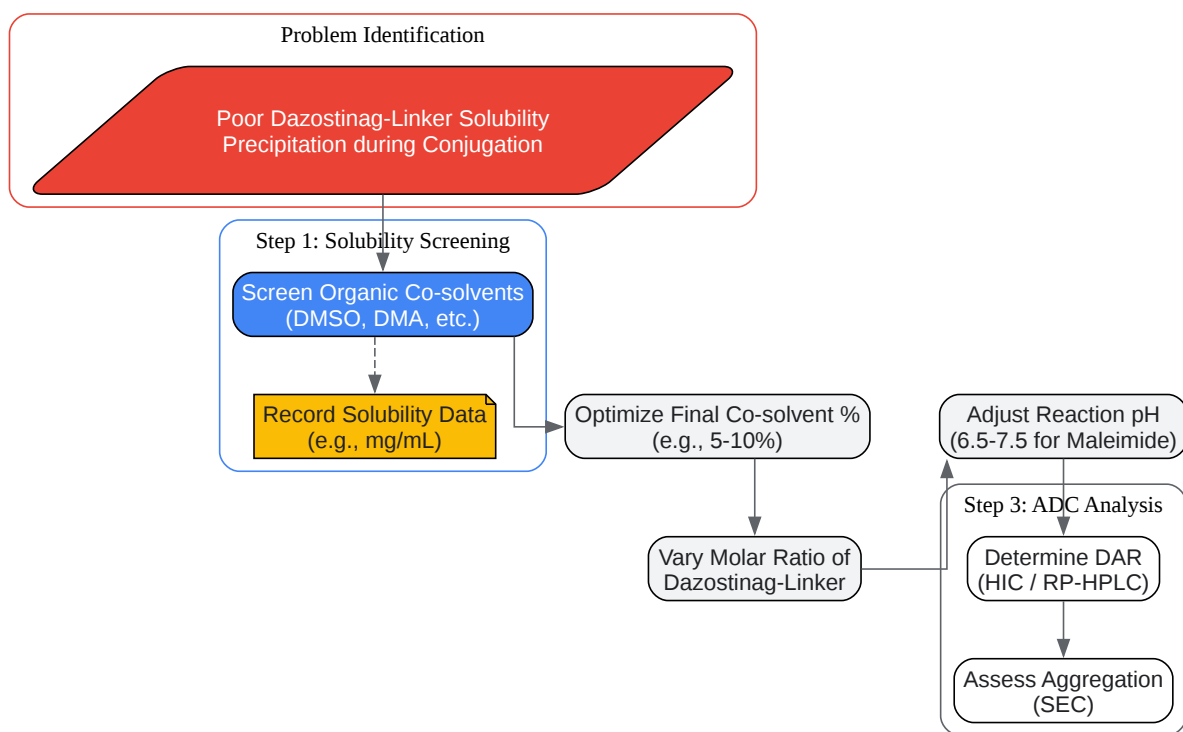 Problem Identification
Poor Dazostinag-Linker Solubility
Precipitation during Conjugation
Step 1: Solubility Screening
Screen Organic Co-solvents
(DMSO, DMA, etc.)
Record Solubility Data
(e.g., mg/mL)
Optimize Final Co-solvent %
(e.g., 5-10%)
Vary Molar Ratio of
Dazostinag-Linker
Adjust Reaction pH
(6.5-7.5 for Maleimide)
Step 3: ADC Analysis
Determine DAR
(HIC / RP-HPLC)
Assess Aggregation
(SEC)